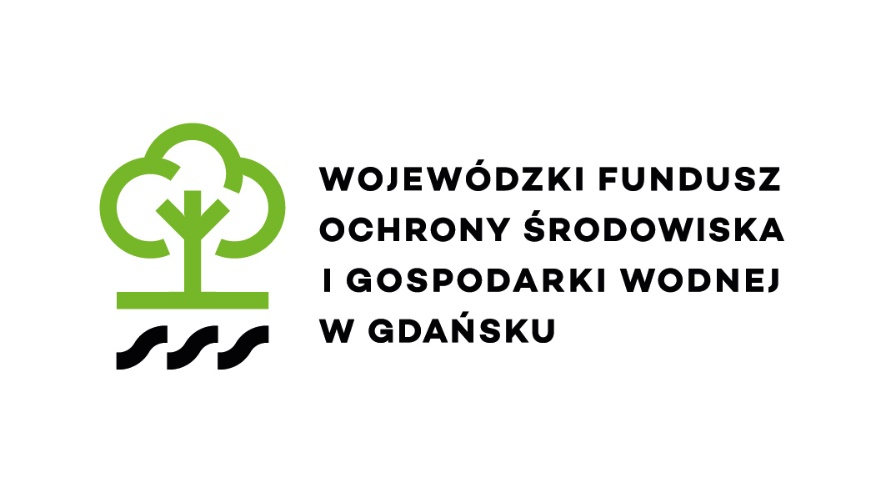 WOJEWÓDZKI FUNDUSZ
OCHRONY ŚRODOWISKA
I GOSPODARKI WODNEJ
W GDAŃSKU